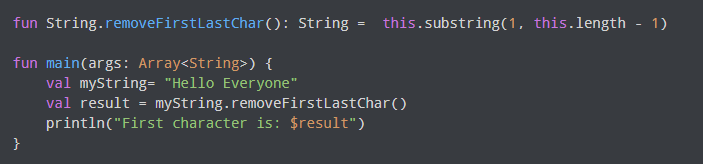 fun String.removeFirstLastChar(): String =  this.substring(1, this.length - 1)
fun main(args: Array<String>) {
    val myString= "Hello Everyone"
    val result = myString.removeFirstLastChar()
    println("First character is: $result")
}